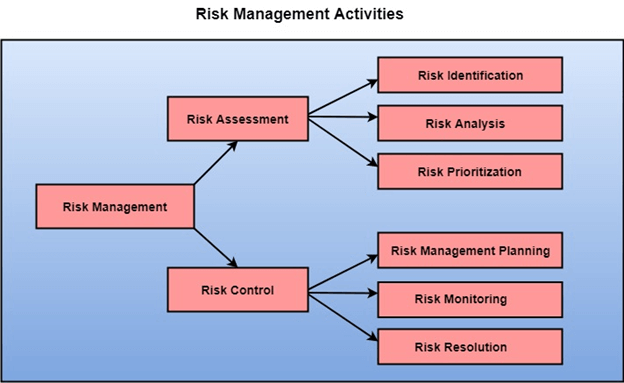 Risk Management Activities
Risk Identification
Risk Assessment
Risk Analysis
Risk Prioritization
Risk Management
Risk Management Planning
Risk Control
Risk Monitoring
Risk Resolution